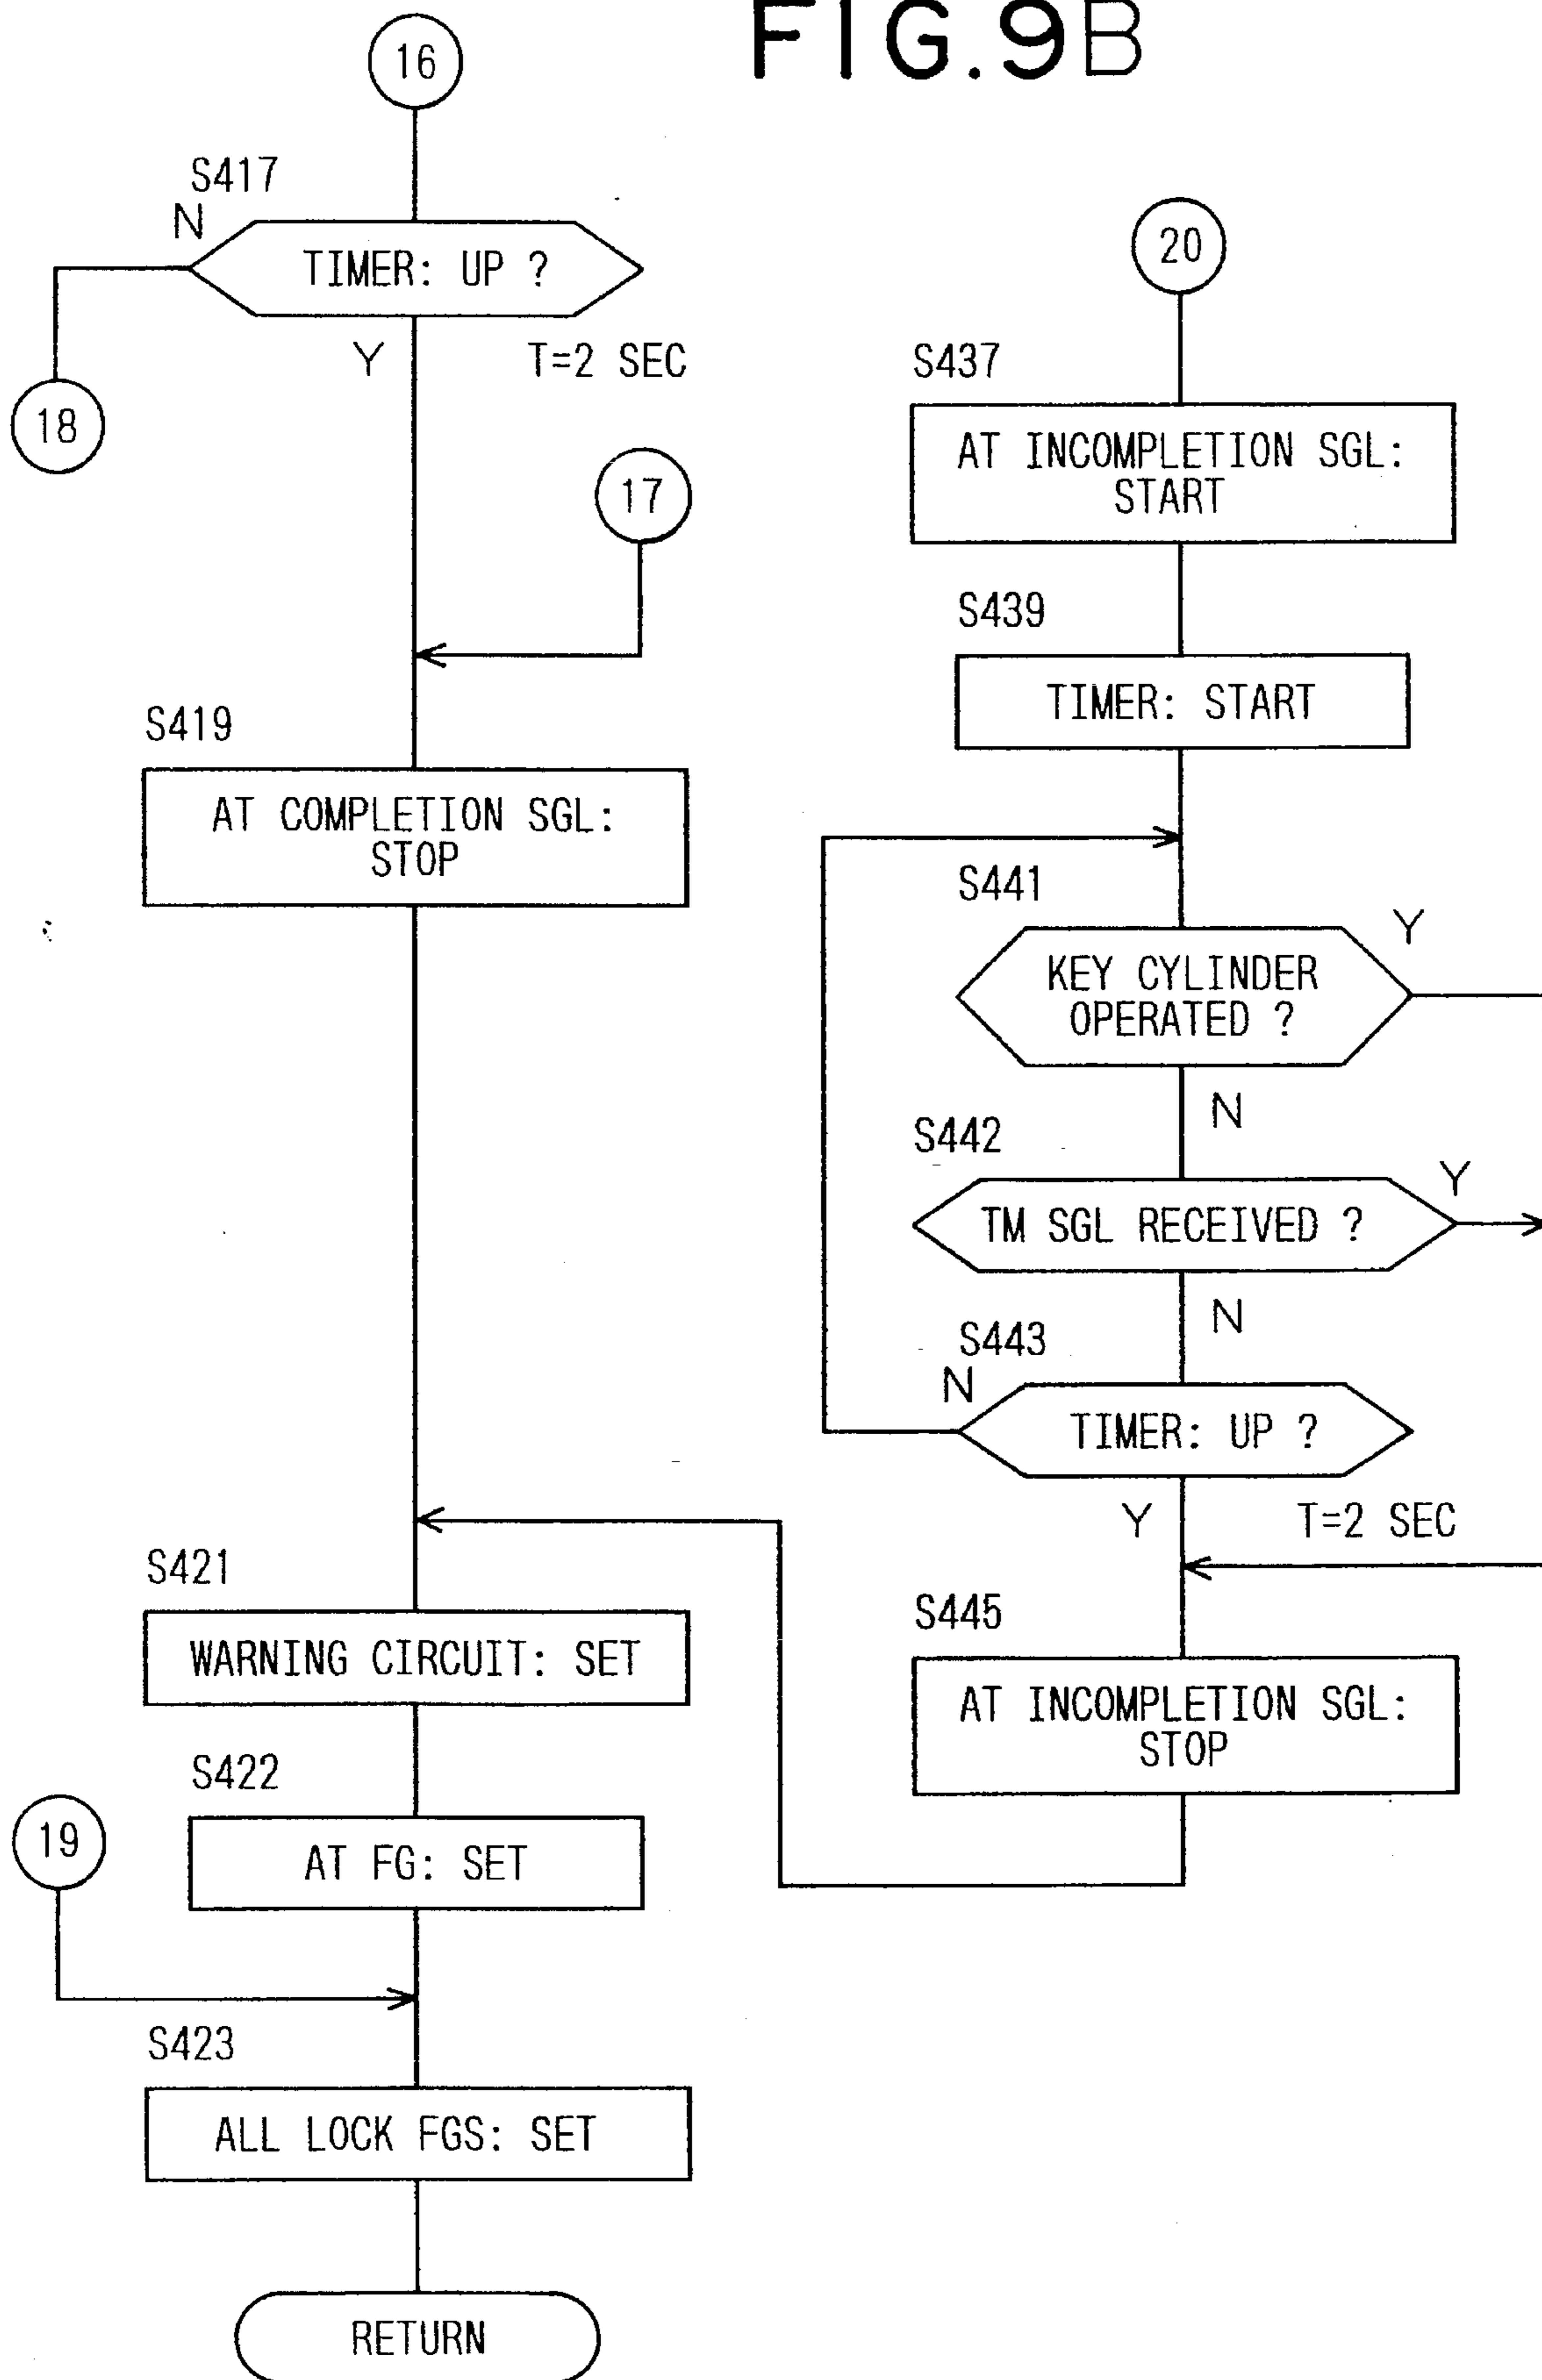 FIG.9B
16
S417
N
TIMER: UP ?
Y
T=2 SEC
18
17
S419
AT COMPLETION SGL:
STOP
S421
WARNING CIRCUIT: SET
S422
AT FG: SET
19
S423
ALL LOCK FGS: SET
RETURN
20
S437
AT INCOMPLETION SGL:
START
S439
TIMER: START
S441
Y
KEY CYLINDER
OPERATED ?
N
S442
Y
TM SGL RECEIVED ?
N
S443
N
TIMER: UP ?
Y
T=2 SEC
S445
AT INCOMPLETION SGL:
STOP